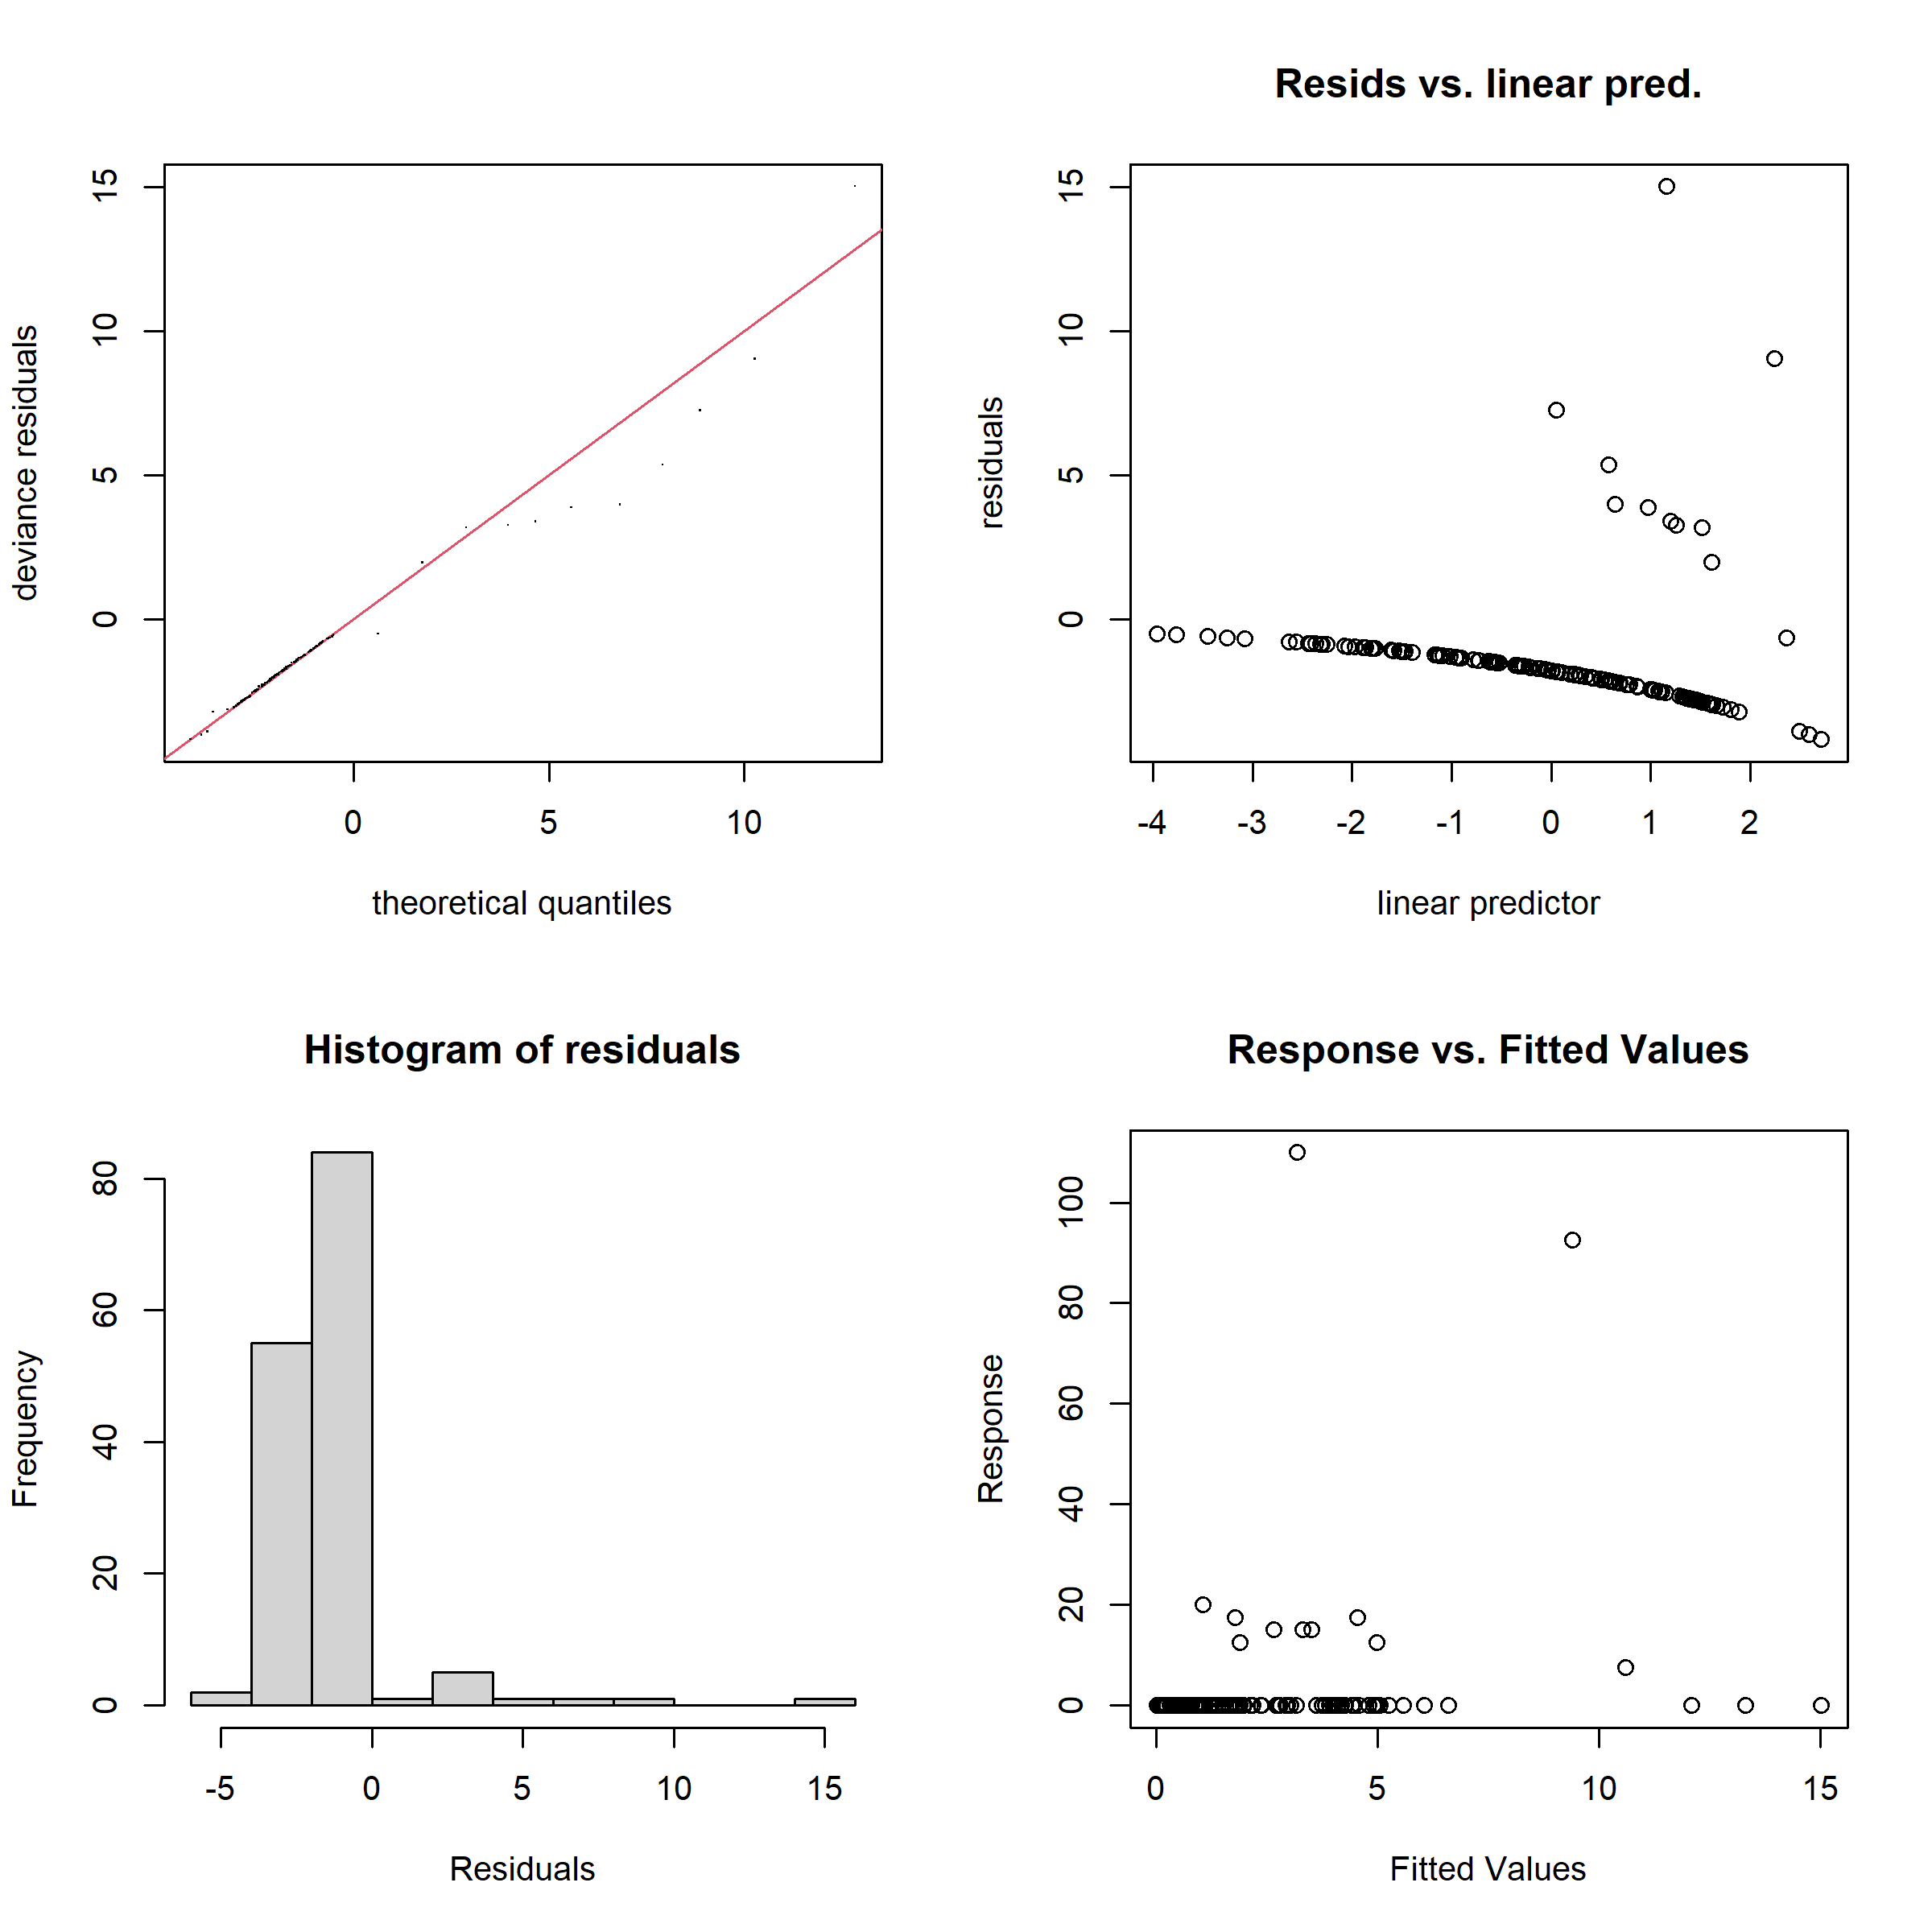 deviance residuals
15
10
5
0
0 5 10
theoretical quantiles
Resids vs. linear pred.
residuals
15
10
5
0
-4 -3 -2 -1 0 1 2
linear predictor
Histogram of residuals
Frequency
80
60
40
20
0
-5 0 5 10 15
Residuals
Response vs. Fitted Values
Response
100
80
60
40
20
0
0 5 10 15
Fitted Values